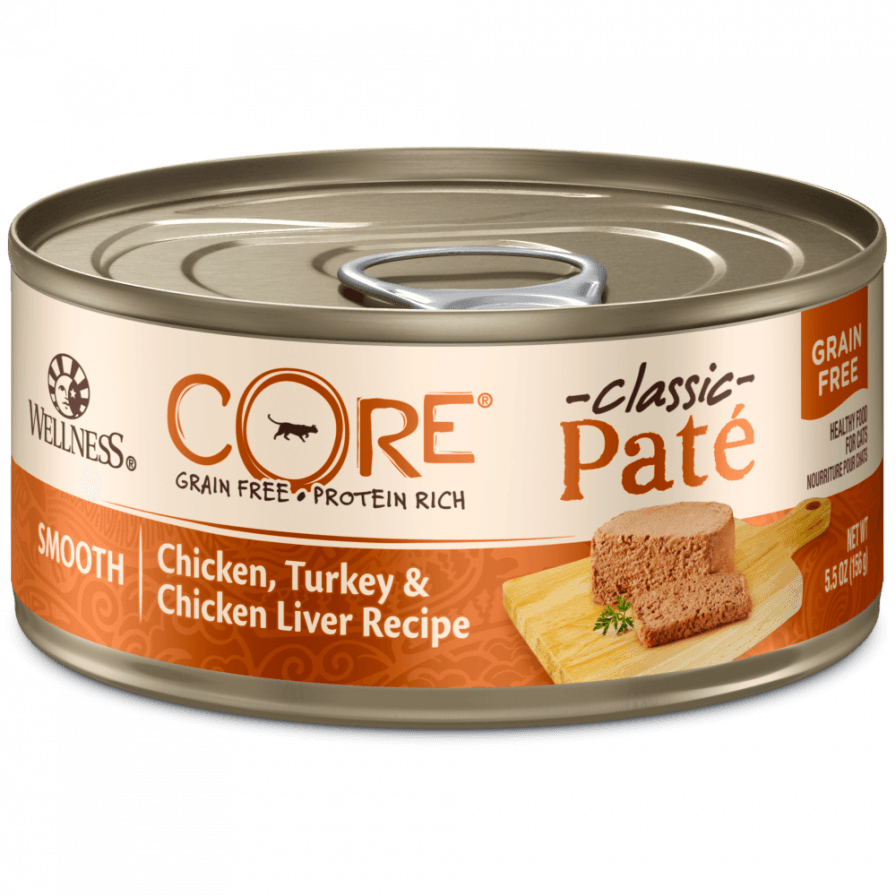 WELLNESS®
CORE®
GRAIN FREE • PROTEIN RICH
-classic-
Paté
GRAIN
FREE
HEALTHY FOOD
FOR CATS
NOURRITURE POUR CHATS
SMOOTH
Chicken, Turkey &
Chicken Liver Recipe
NET WT
5.5 OZ (156 g)